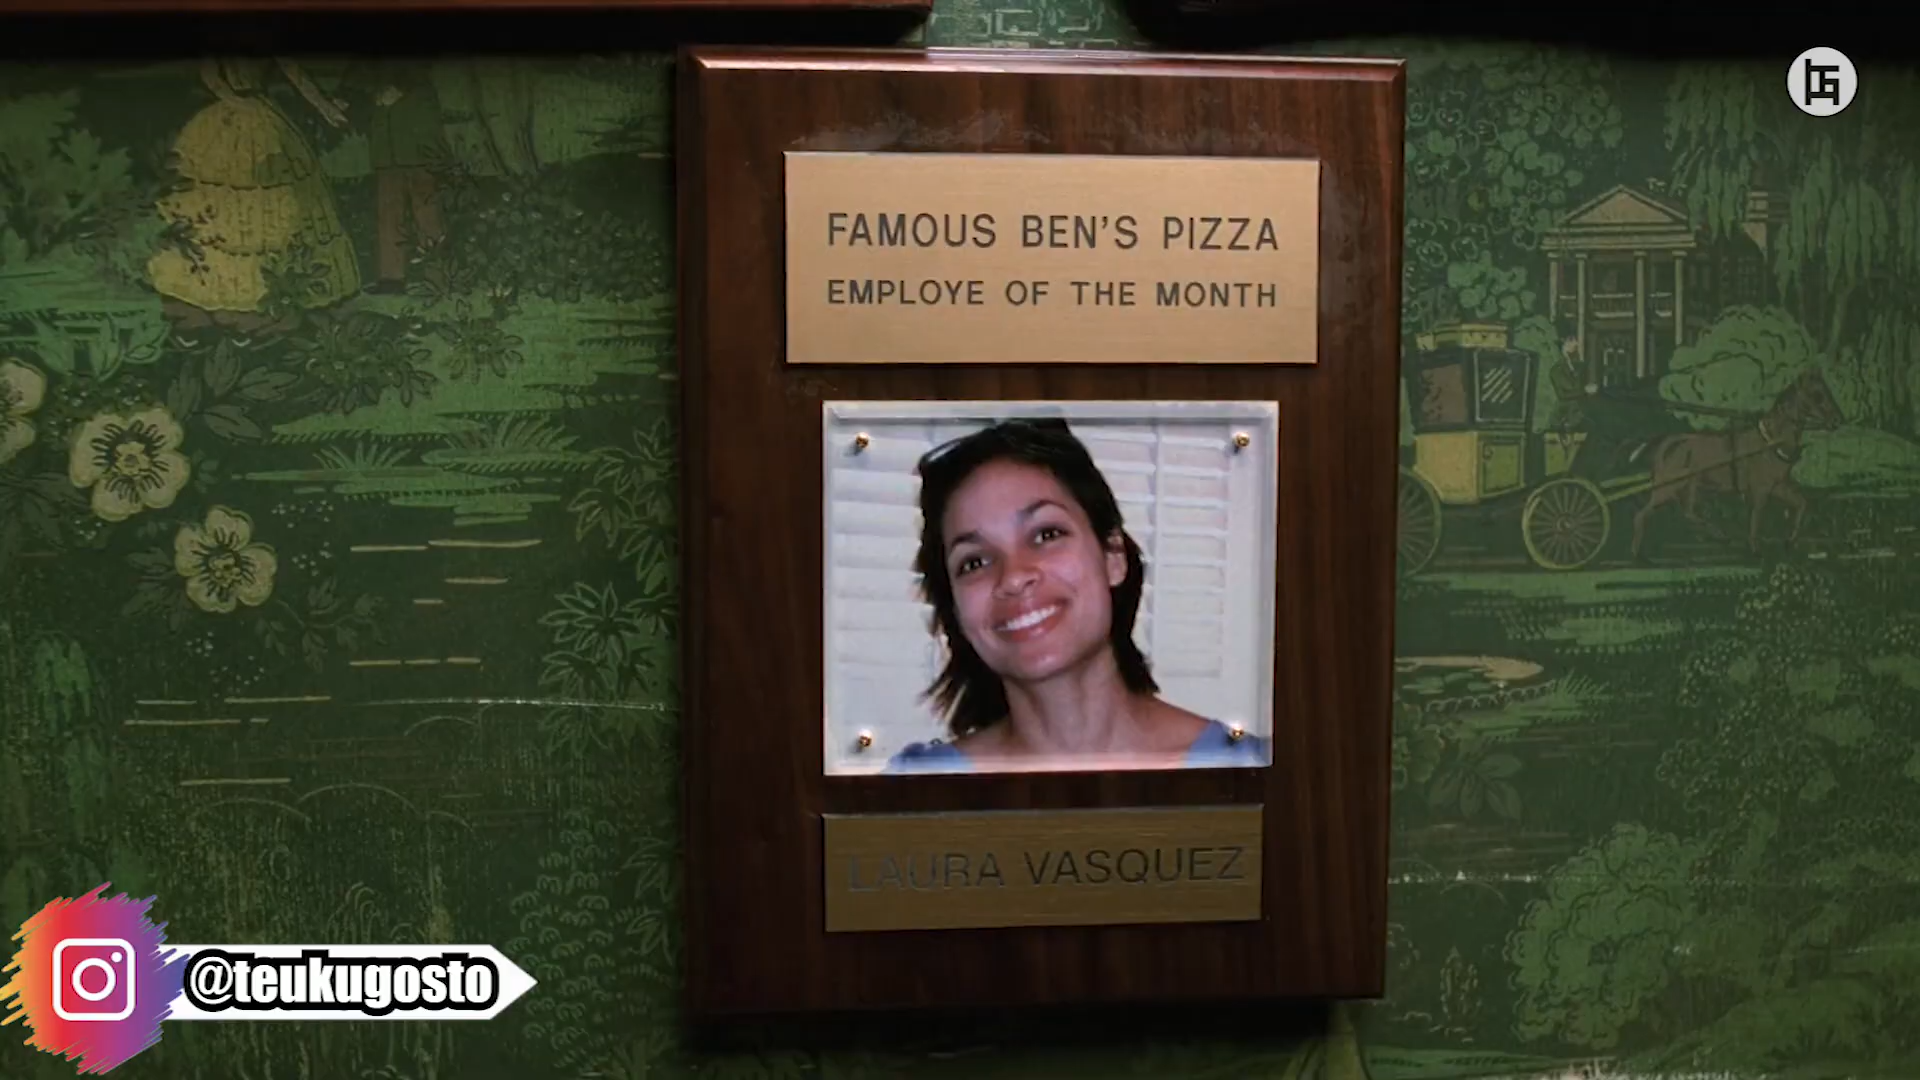 FAMOUS BEN'S PIZZA
EMPLOYE OF THE MONTH
LAURA VASQUEZ
@teukugosto